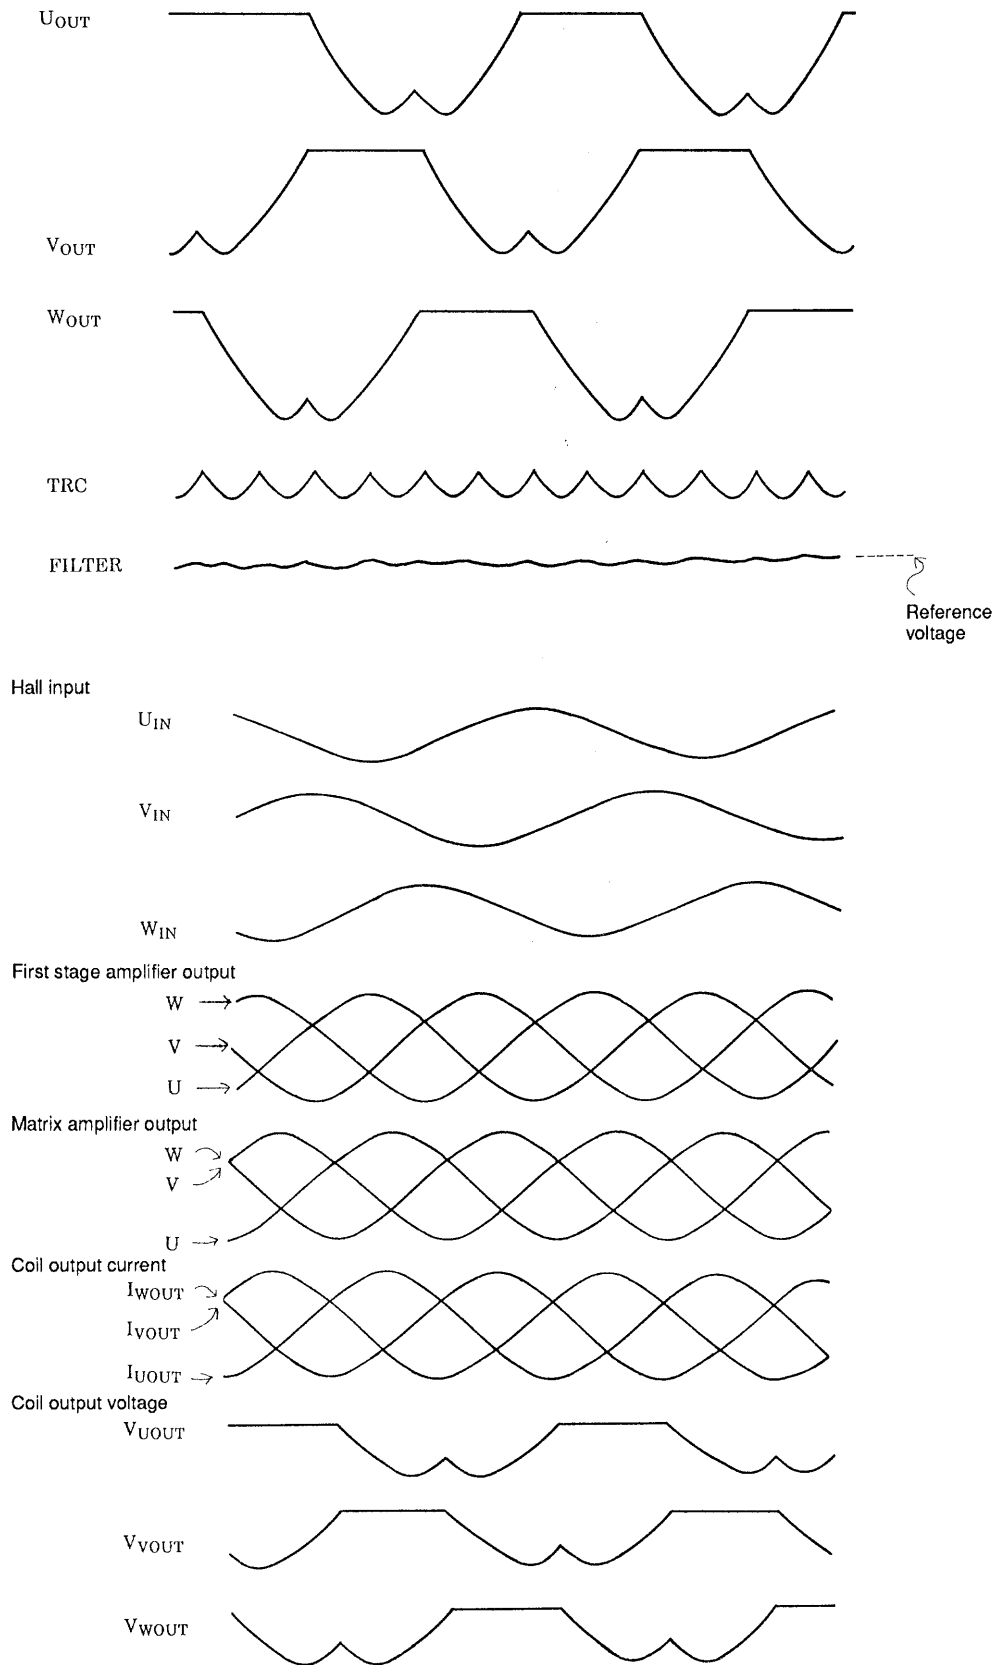 UOUT
VOUT
WOUT
TRC
FILTER
Reference
voltage
Hall input
UIN
VIN
WIN
First stage amplifier output
W
V
U
Matrix amplifier output
W
V
U
Coil output current
IWOUT
IVOUT
IUOUT
Coil output voltage
VUOUT
VVOUT
VWOUT